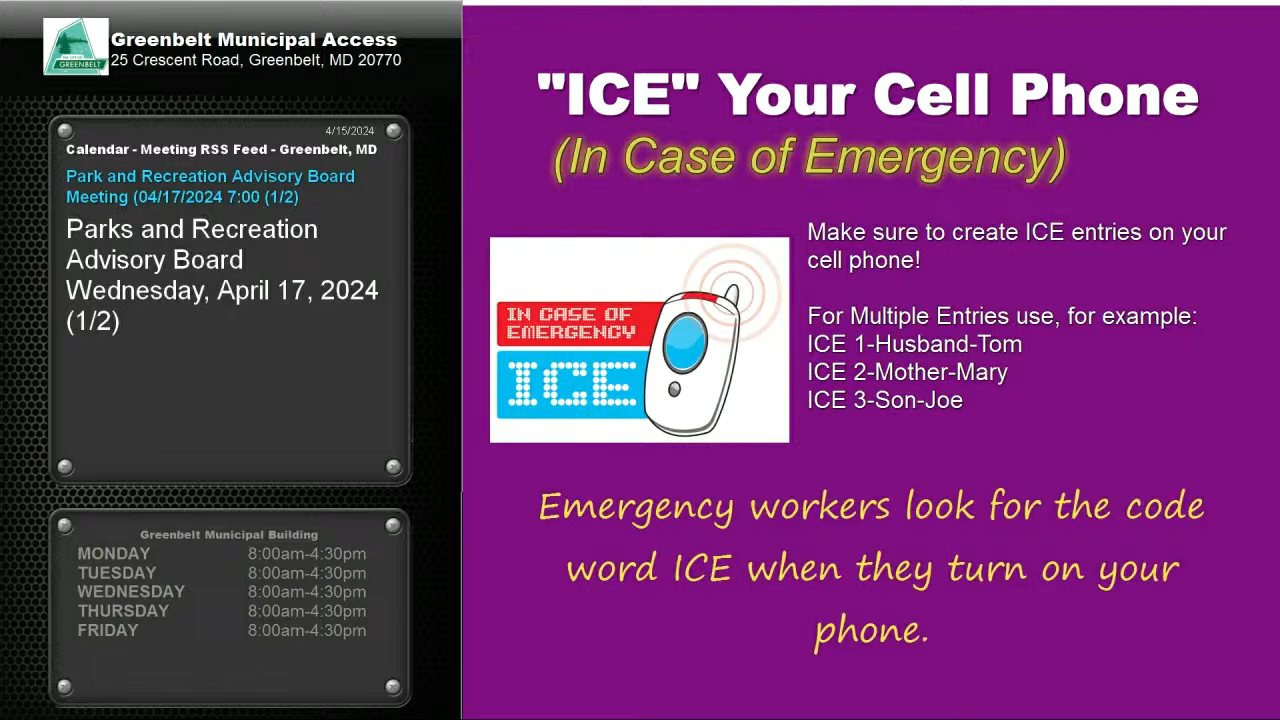 Greenbelt Municipal Access
25 Crescent Road, Greenbelt, MD 20770
GREENBELT
4/15/2024
Calendar - Meeting RSS Feed - Greenbelt, MD
Park and Recreation Advisory Board
Meeting (04/17/2024 7:00 (1/2)
Parks and Recreation
Advisory Board
Wednesday, April 17, 2024
(1/2)
Greenbelt Municipal Building
MONDAY 8:00am-4:30pm
TUESDAY 8:00am-4:30pm
WEDNESDAY 8:00am-4:30pm
THURSDAY 8:00am-4:30pm
FRIDAY 8:00am-4:30pm
"ICE" Your Cell Phone
(In Case of Emergency)
IN CASE OF
EMERGENCY
ICE
Make sure to create ICE entries on your
cell phone!
For Multiple Entries use, for example:
ICE 1-Husband-Tom
ICE 2-Mother-Mary
ICE 3-Son-Joe
Emergency workers look for the code
word ICE when they turn on your
phone.